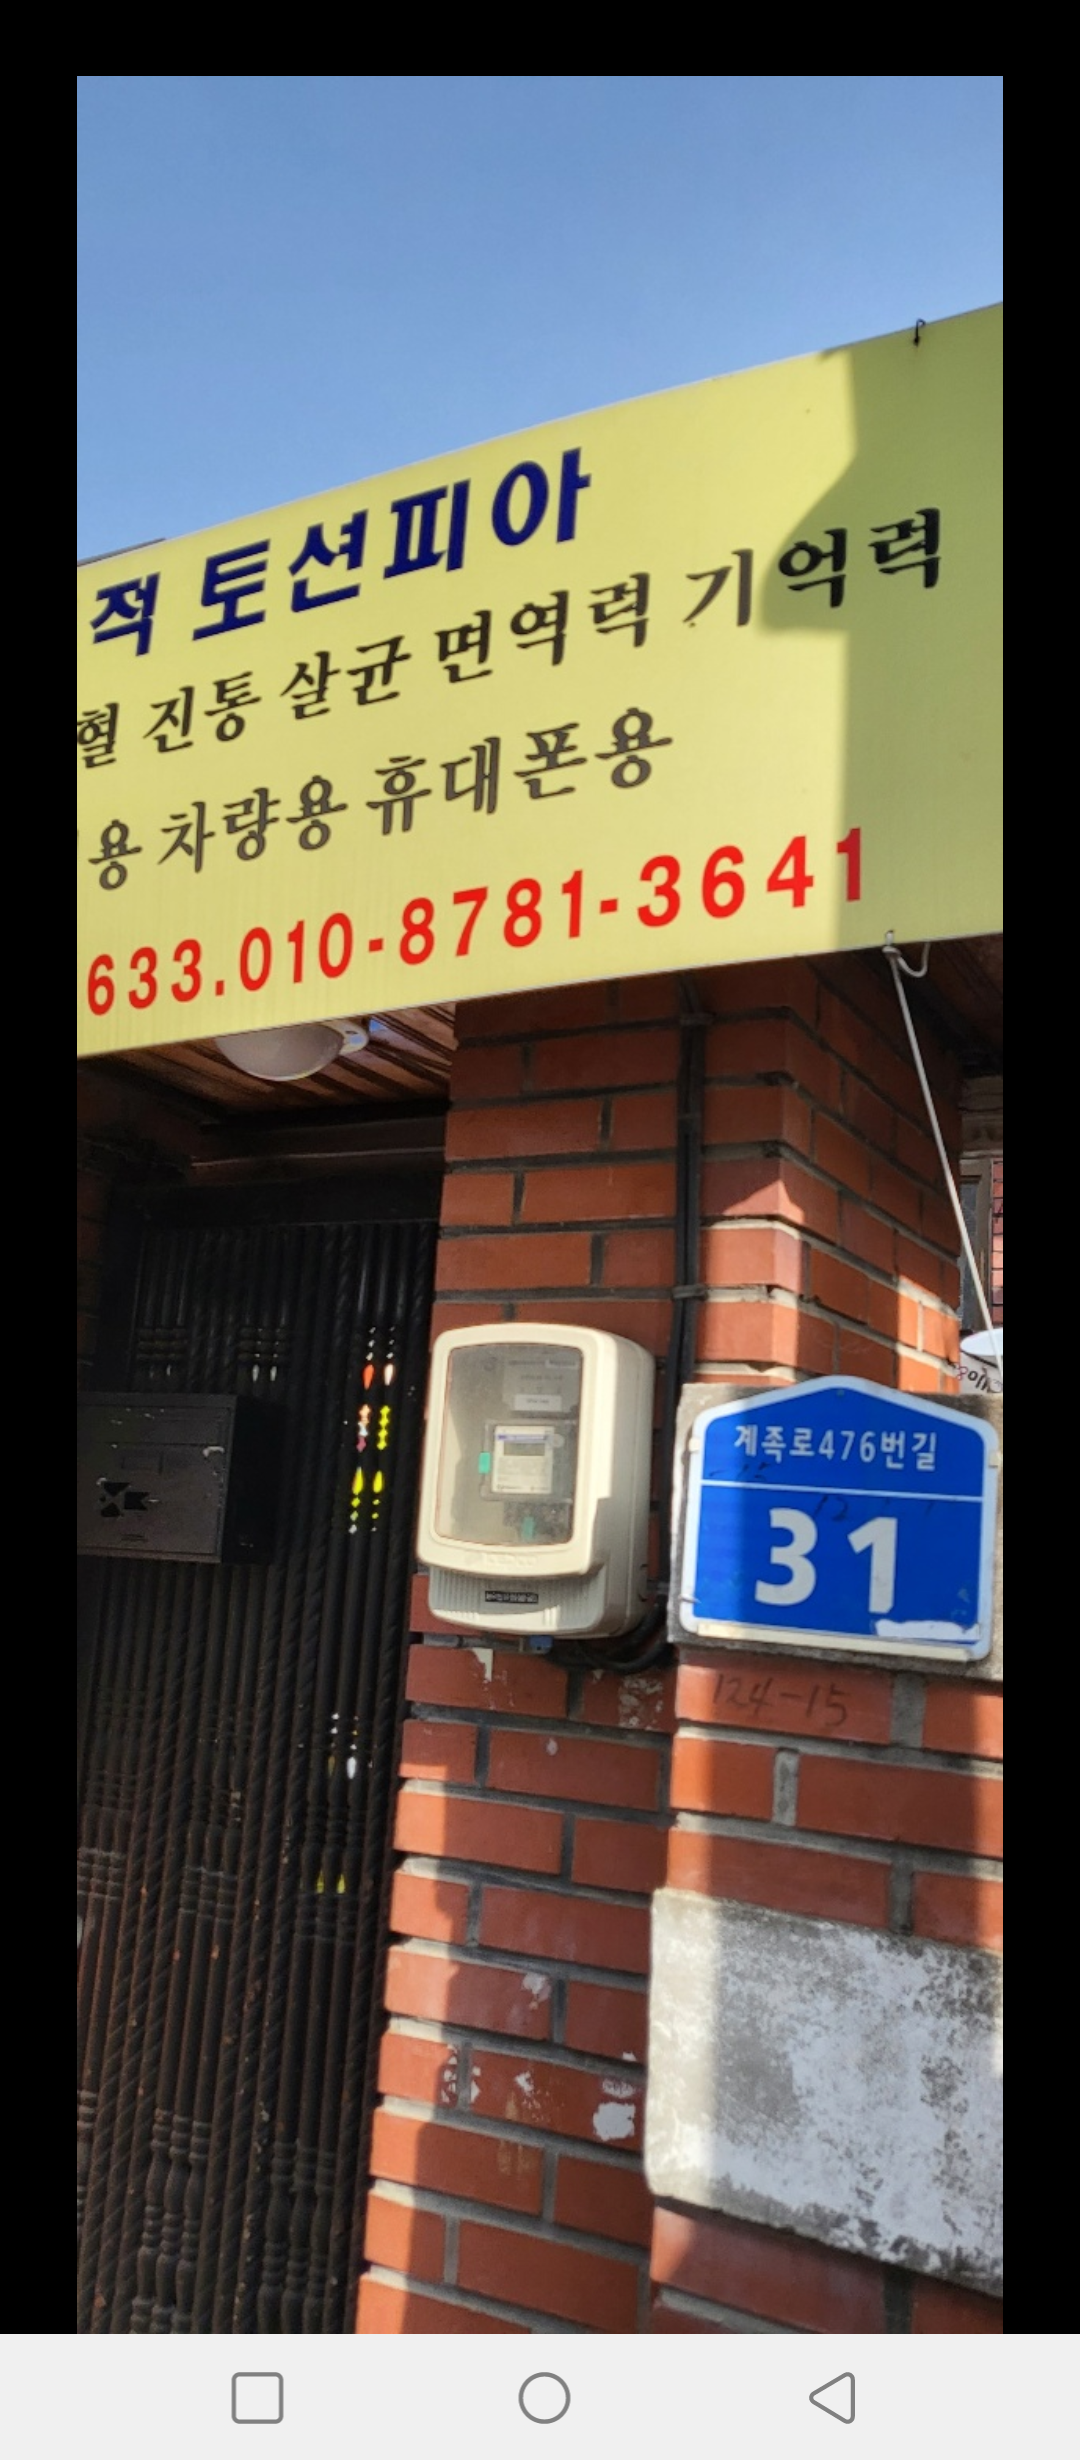 적 토션피아
혈 진통 살균 면역력 기억력
용 차량용 휴대폰용
633.010-8781-3641
계족로476번길
31
124-15